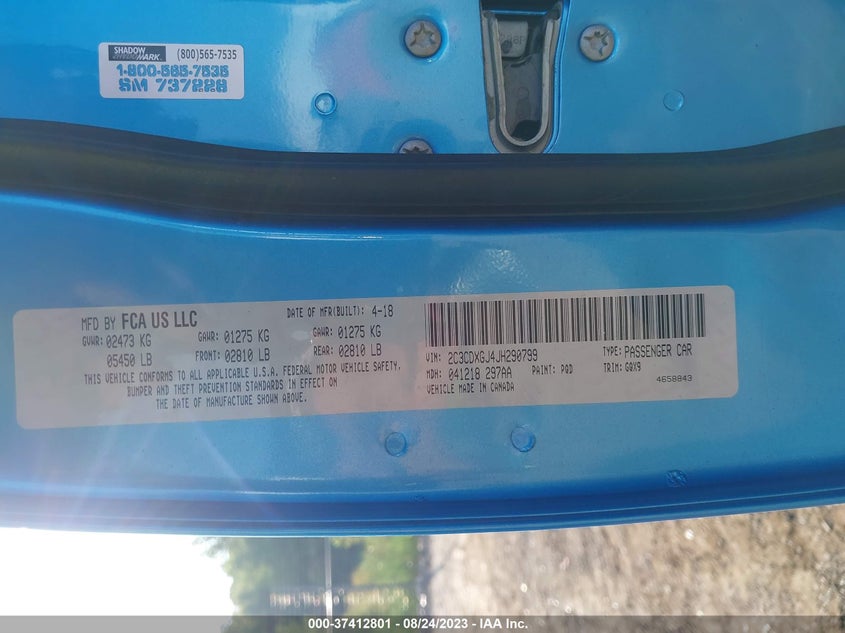 SHADOW
MARK.
(800)565-7535
1-800-565-7535
SM 737228
MFD BY FCA US LLC
DATE OF MFR(BUILT): 4-18
GVWR: 02473 KG GAWR: 01275 KG GAWR: 01275 KG
05450 LB FRONT: 02810 LB REAR: 02810 LB
THIS VEHICLE CONFORMS TO ALL APPLICABLE U.S.A. FEDERAL MOTOR VEHICLE SAFETY,
BUMPER AND THEFT PREVENTION STANDARDS IN EFFECT ON
THE DATE OF MANUFACTURE SHOWN ABOVE.
VIN: 2C3CDXGJ4JH290799 TYPE: PASSENGER CAR
MDH: 041218 297AA PAINT: PQD TRIM: GQX9
VEHICLE MADE IN CANADA 4658843
000-37412801 - 08/24/2023 - IAA Inc.